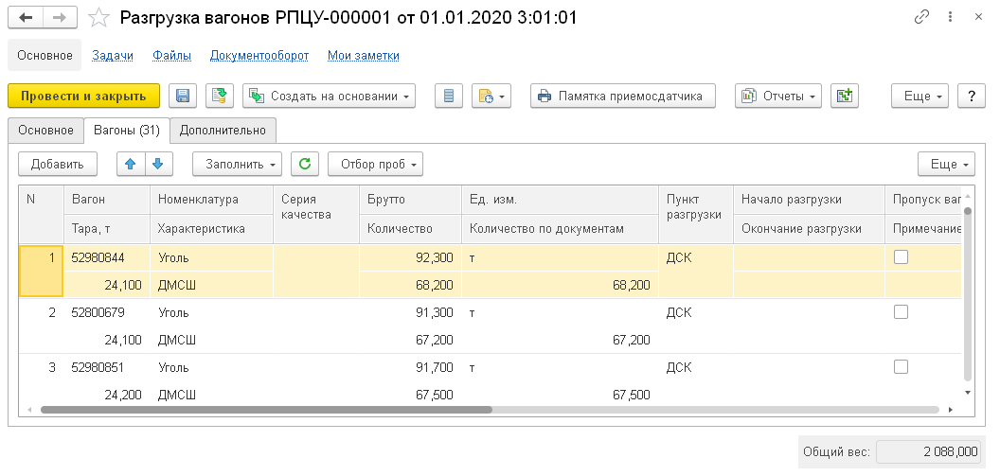 Разгрузка вагонов РПЦУ-000001 от 01.01.2020 3:01:01
Основное Задачи Файлы Документооборот Мои заметки
Провести и закрыть Создать на основании Памятка приемосдатчика Отчеты Еще ?
Основное Вагоны (31) Дополнительно
Добавить Заполнить Отбор проб Еще
N Вагон Номенклатура Серия качества Брутто Ед. изм. Пункт разгрузки Начало разгрузки Пропуск ваг
Тара, т Характеристика Количество Количество по документам Окончание разгрузки Примечание
1 52980844 Уголь 92,300 т ДСК
24,100 ДМСШ 68,200 68,200
2 52800679 Уголь 91,300 т ДСК
24,100 ДМСШ 67,200 67,200
3 52980851 Уголь 91,700 т ДСК
24,200 ДМСШ 67,500 67,500
Общий вес: 2 088,000